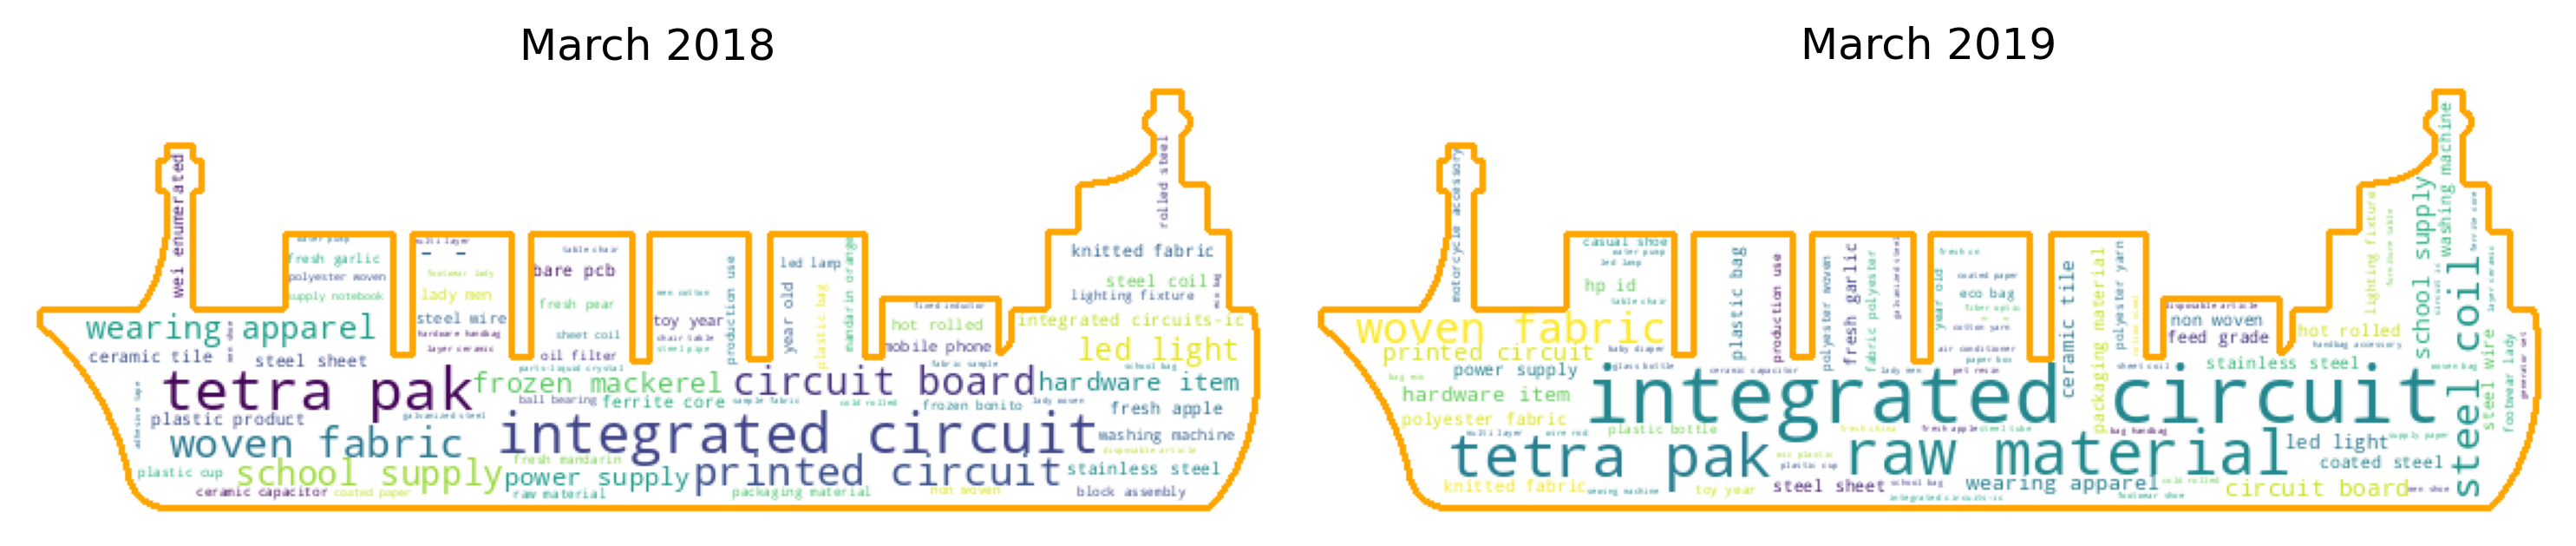 March 2018
wei enumerated
rolled steel
water pump
fresh garlic
polyester woven
supply notebook
multi layer
footwear lady
lady men
steel wire
hardware handbag
layer ceramic
table chair
bare pcb
fresh pear
sheet coil
oil filter
men cotton
toy year
chair table
steel pipe
production use
led lamp
year old
plastic bag
mandarin orange
fixed inductor
hot rolled
mobile phone
knitted fabric
steel coil
eco bag
lighting fixture
integrated circuits-ic
led light
wearing apparel
ceramic tile
steel sheet
parts-liquid crystal
fabric sample
school bag
tetra pak
frozen mackerel
circuit board
hardware item
adhesive tape
plastic product
galvanized steel
ball bearing
ferrite core
sample fabric
cold rolled
frozen bonito
lady woven
fresh apple
woven fabric
integrated circuit
washing machine
disposable article
plastic cup
school supply
fresh mandarin
power supply
printed circuit
stainless steel
ceramic capacitor
coated paper
raw material
packaging material
non woven
block assembly
March 2019
motorcycle accessory
washing machine
casual shoe
water pump
led lamp
hp id
table chair
plastic bag
production use
polyester woven
fresh garlic
fabric polyester
galvanized steel
year old
fresh co
coated paper
eco bag
fiber optic
cotton yarn
air conditioner
paper box
ceramic tile
packaging material
polyester yarn
rolled steel
disposable article
non woven
feed grade
lighting fixture
furniture table
school supply
circuit ic
steel coil
ferrite core
layer ceramic
hot rolled
handbag accessory
woven fabric
printed circuit
baby diaper
power supply
glass bottle
ceramic capacitor
lady men
pet resin
sheet coil
stainless steel
woven bag
steel wire
footwear lady
generator set
hardware item
integrated circuit
polyester fabric
multi layer
wire rod
plastic bottle
fresh china
fresh apple
steel tube
bag handbag
tetra pak
mic plastic
plastic cup
raw material
led light
supply paper
coated steel
knitted fabric
sewing machine
toy year
steel sheet
school bag
integrated circuits-ic
wearing apparel
cold rolled
footwear shoe
circuit board
men shoe